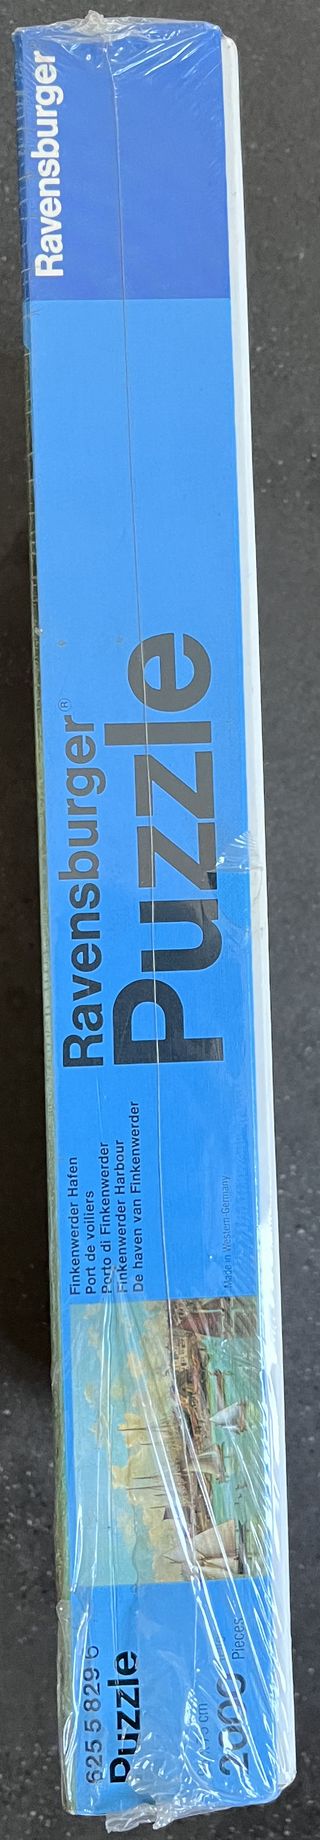 Ravensburger
Ravensburger®
Puzzle
Finkenwerder Hafen
Port de voiliers
Porto di Finkenwerder
Finkenwerder Harbour
De haven van Finkenwerder
Made in Western-Germany
625 5 829 6
Puzzle
cm
2000
Pieces